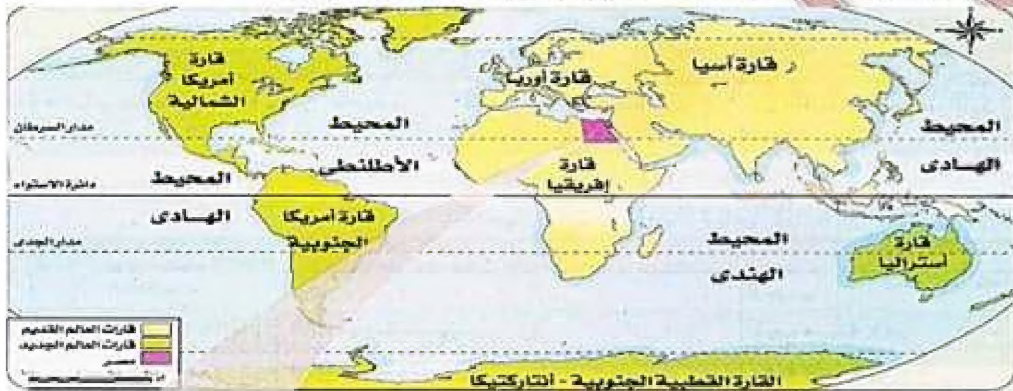 قارة
أمريكا
الشمالية
قارة أوربا
قارة أسيا
مدار السرطان
المحيط
الأطلنطى
المحيط
الهادى
قارة
إفريقيا
المحيط
الهادى
دائرة الاستواء
قارة أمريكا
الجنوبية
مدار الجدى
المحيط
الهندى
قارة
أستراليا
قارات العالم القديم
قارات العالم الجديد
مصر
القارة القطبية الجنوبية - أنتاركتيكا